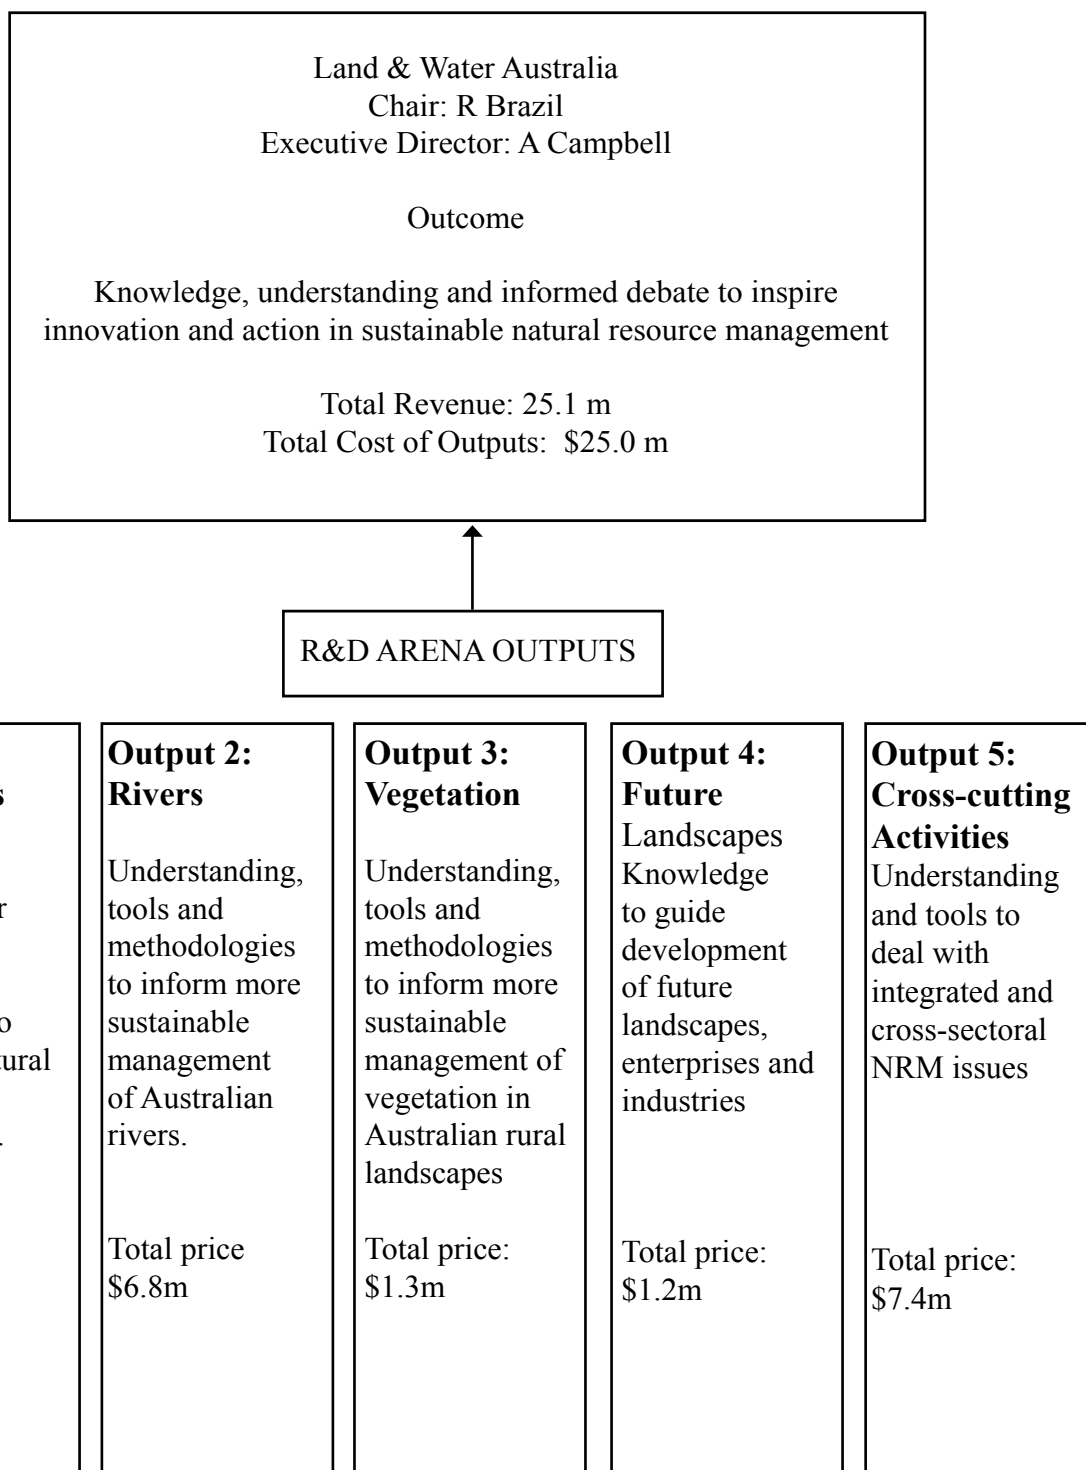 Land & Water Australia
Chair: R Brazil
Executive Director: A Campbell
Outcome
Knowledge, understanding and informed debate to inspire
innovation and action in sustainable natural resource management
Total Revenue: 25.1 m
Total Cost of Outputs:  $25.0 m
R&D ARENA OUTPUTS
Output 2:
Rivers
Understanding,
tools and
methodologies
to inform more
sustainable
management
of Australian
rivers.
Total price
$6.8m
Output 3:
Vegetation
Understanding,
tools and
methodologies
to inform more
sustainable
management of
vegetation in
Australian rural
landscapes
Total price:
$1.3m
Output 4:
Future
Landscapes
Knowledge
to guide
development
of future
landscapes,
enterprises and
industries
Total price:
$1.2m
Output 5:
Cross-cutting
Activities
Understanding
and tools to
deal with
integrated and
cross-sectoral
NRM issues
Total price:
$7.4m